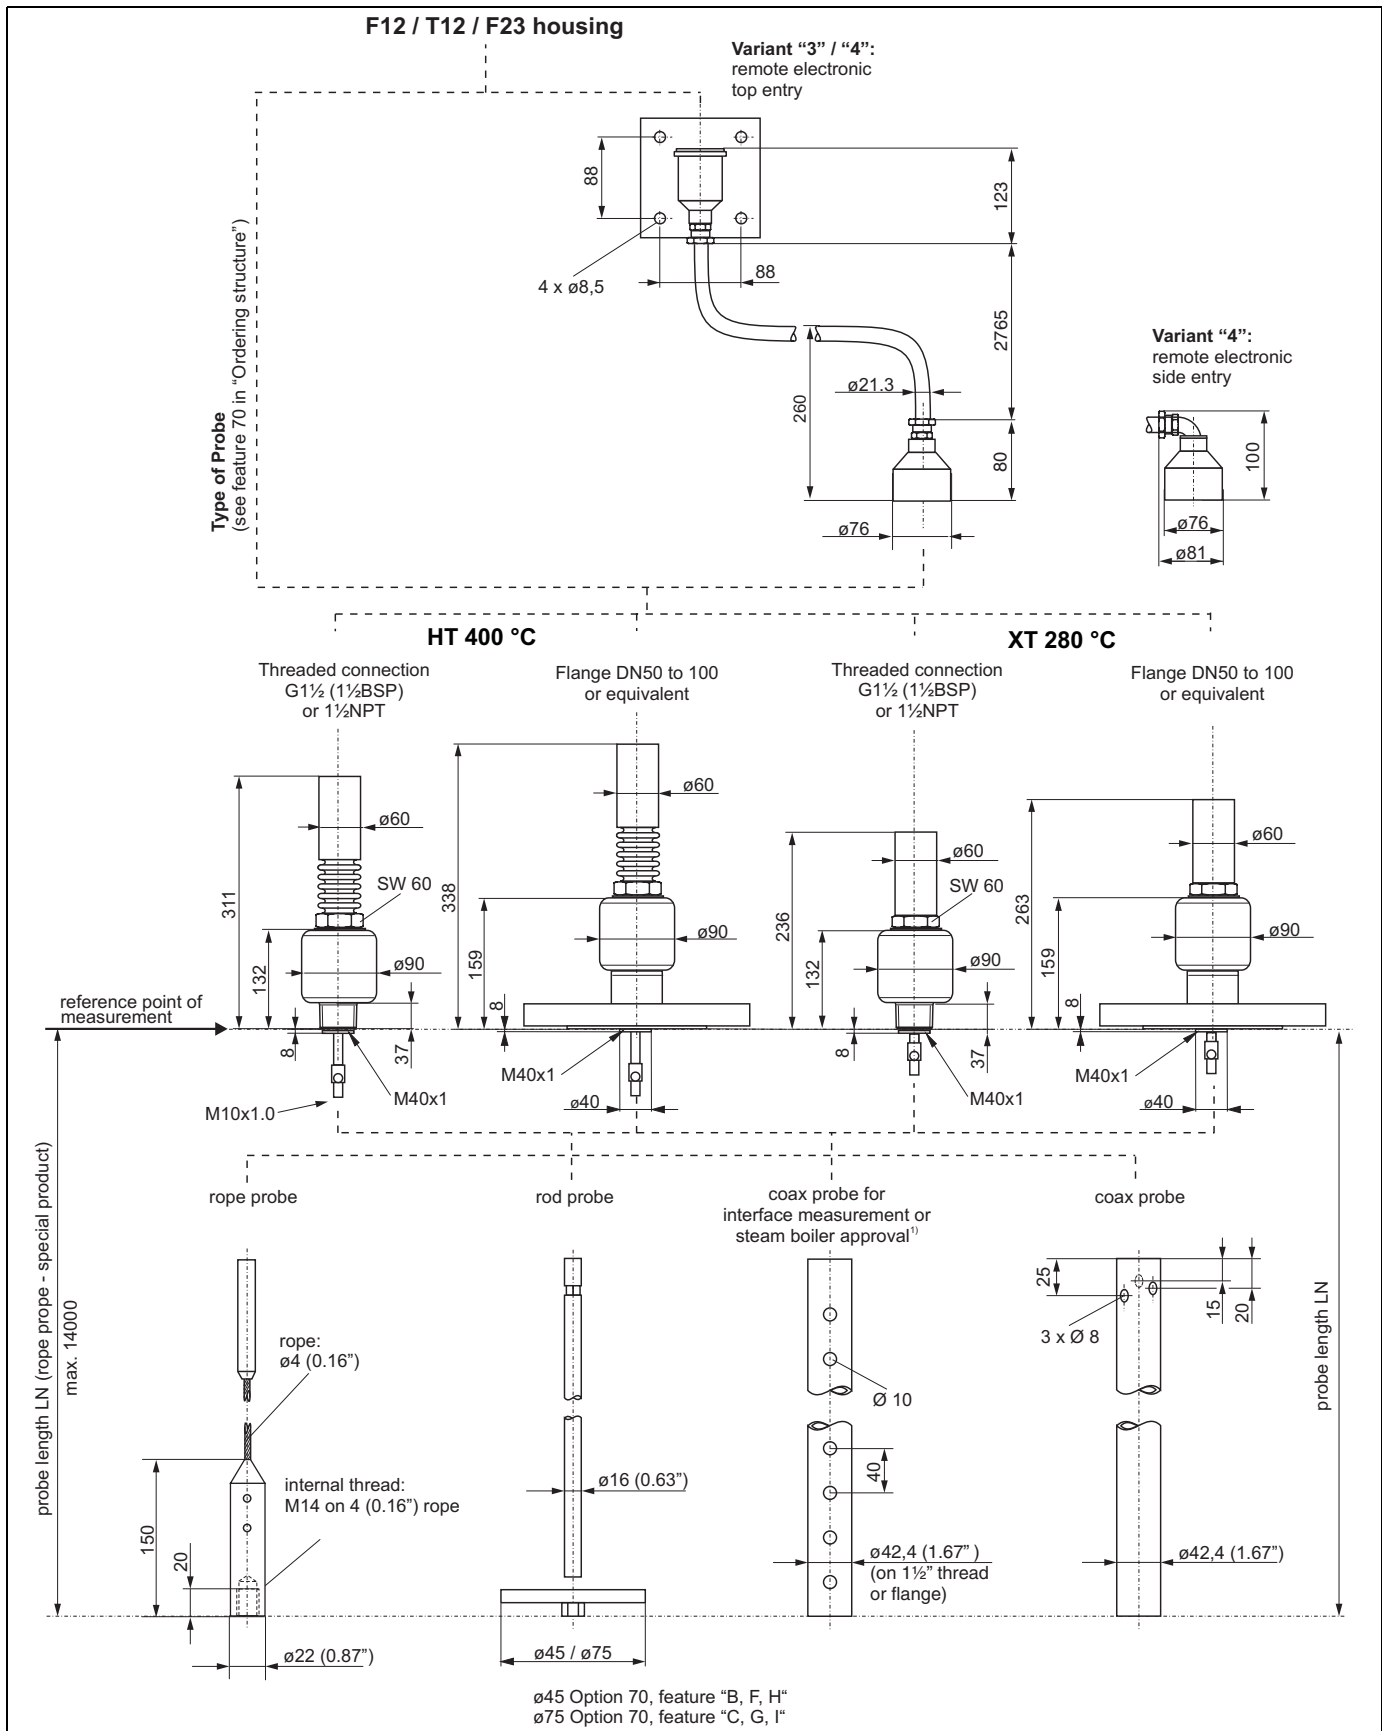 F12 / T12 / F23 housing
Variant “3” / “4”:
remote electronic
top entry
88
123
4 x ø8,5
88
2765
Type of Probe
(see feature 70 in “Ordering structure”)
ø21.3
260
80
ø76
Variant “4”:
remote electronic
side entry
100
ø76
ø81
HT 400 °C
XT 280 °C
Threaded connection
G1½ (1½BSP)
or 1½NPT
Flange DN50 to 100
or equivalent
Threaded connection
G1½ (1½BSP)
or 1½NPT
Flange DN50 to 100
or equivalent
311
ø60
SW 60
132
ø90
8
37
M10x1.0
M40x1
338
ø60
159
ø90
8
M40x1
ø40
236
ø60
SW 60
132
ø90
8
37
M40x1
263
ø60
159
ø90
8
M40x1
ø40
reference point of
measurement
probe length LN (rope prope - special product)
max. 14000
rope probe
rod probe
coax probe for
interface measurement or
steam boiler approval1)
coax probe
rope:
ø4 (0.16”)
internal thread:
M14 on 4 (0.16”) rope
150
20
ø22 (0.87”)
ø16 (0.63”)
ø45 / ø75
Ø 10
40
ø42,4 (1.67” )
(on 1½” thread
or flange)
25
3 x Ø 8
15
20
ø42,4 (1.67”)
probe length LN
ø45 Option 70, feature “B, F, H“
ø75 Option 70, feature “C, G, I“